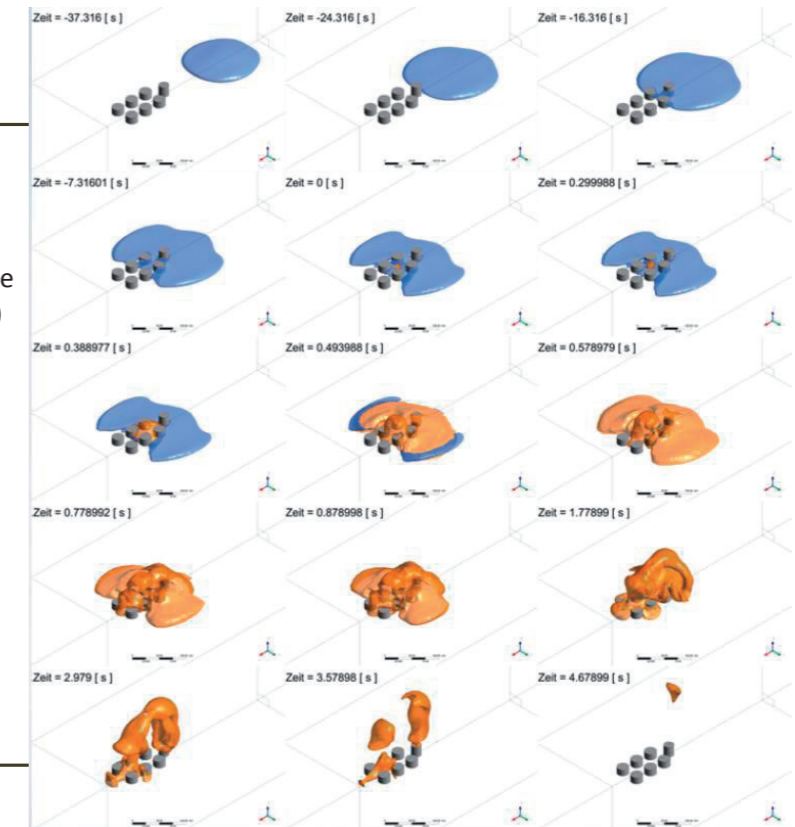 Zeit = -37.316 [ s ]
Zeit = -24.316 [ s ]
Zeit = -16.316 [ s ]
Zeit = -7.31601 [ s ]
Zeit = 0 [ s ]
Zeit = 0.299988 [ s ]
e
)
Zeit = 0.388977 [ s ]
Zeit = 0.493988 [ s ]
Zeit = 0.578979 [ s ]
Zeit = 0.778992 [ s ]
Zeit = 0.878998 [ s ]
Zeit = 1.77899 [ s ]
Zeit = 2.979 [ s ]
Zeit = 3.57898 [ s ]
Zeit = 4.67899 [ s ]